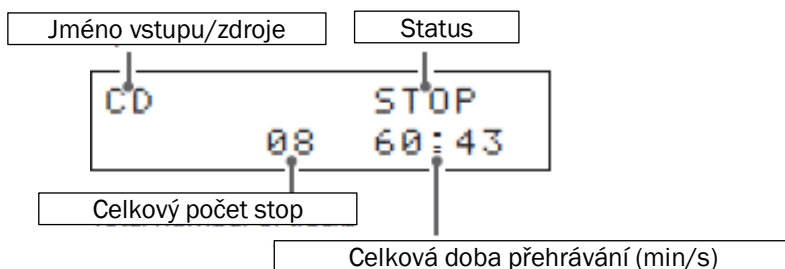 Jméno vstupu/zdroje
Status
CD STOP
08 60:43
Celkový počet stop
Celková doba přehrávání (min/s)